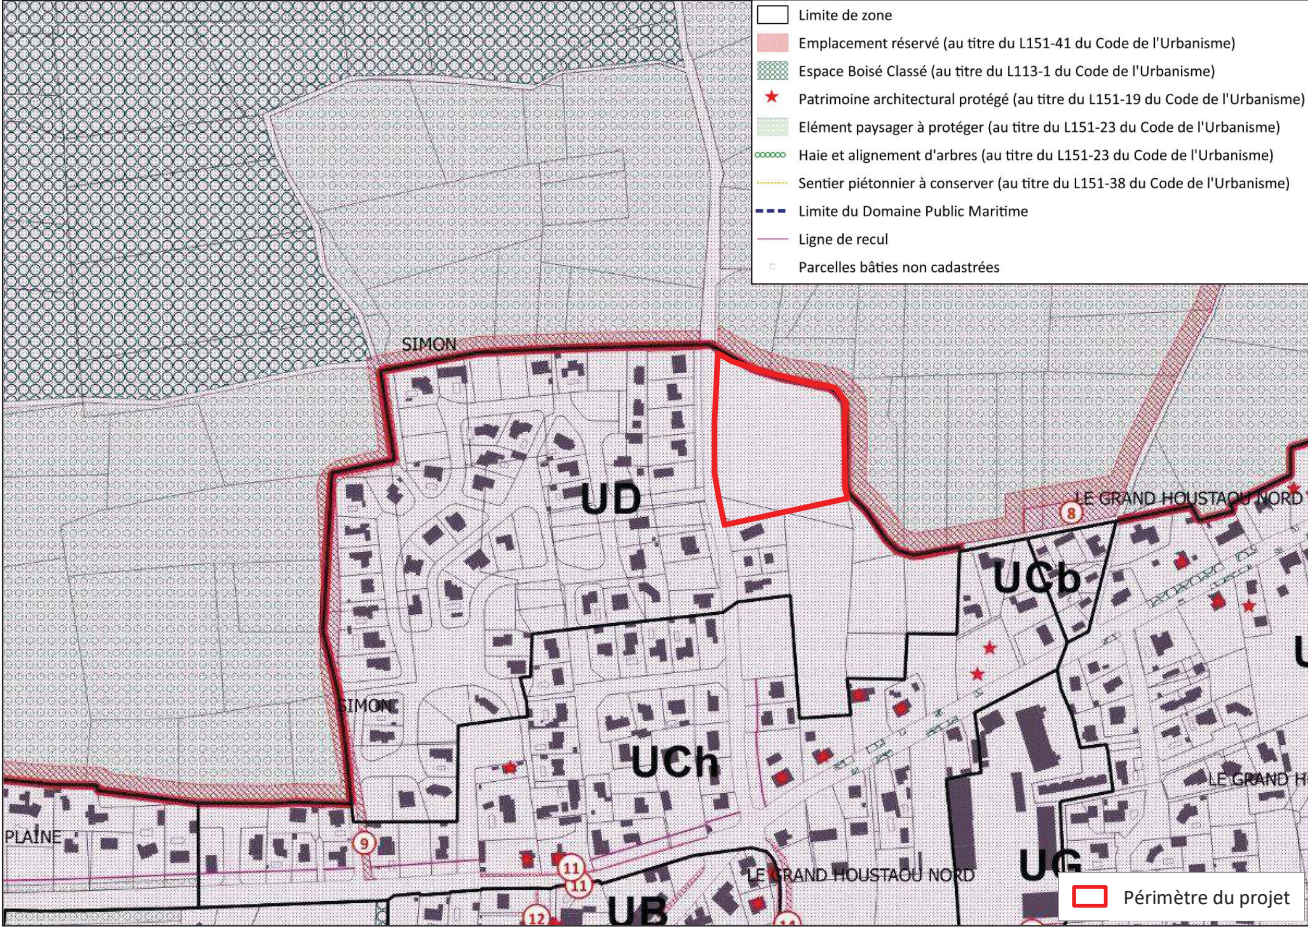 Limite de zone
Emplacement réservé (au titre du L151-41 du Code de l'Urbanisme)
Espace Boisé Classé (au titre du L113-1 du Code de l'Urbanisme)
Patrimoine architectural protégé (au titre du L151-19 du Code de l'Urbanisme)
Elément paysager à protéger (au titre du L151-23 du Code de l'Urbanisme)
Haie et alignement d'arbres (au titre du L151-23 du Code de l'Urbanisme)
Sentier piétonnier à conserver (au titre du L151-38 du Code de l'Urbanisme)
Limite du Domaine Public Maritime
Ligne de recul
Parcelles bâties non cadastrées
SIMON
UD
LE GRAND HOUSTAOU NORD
8
UCb
SIMON
UCh
LE GRAND H
PLAINE
9
11
11
LE GRAND HOUSTAOU NORD
UG
UB
12
Périmètre du projet